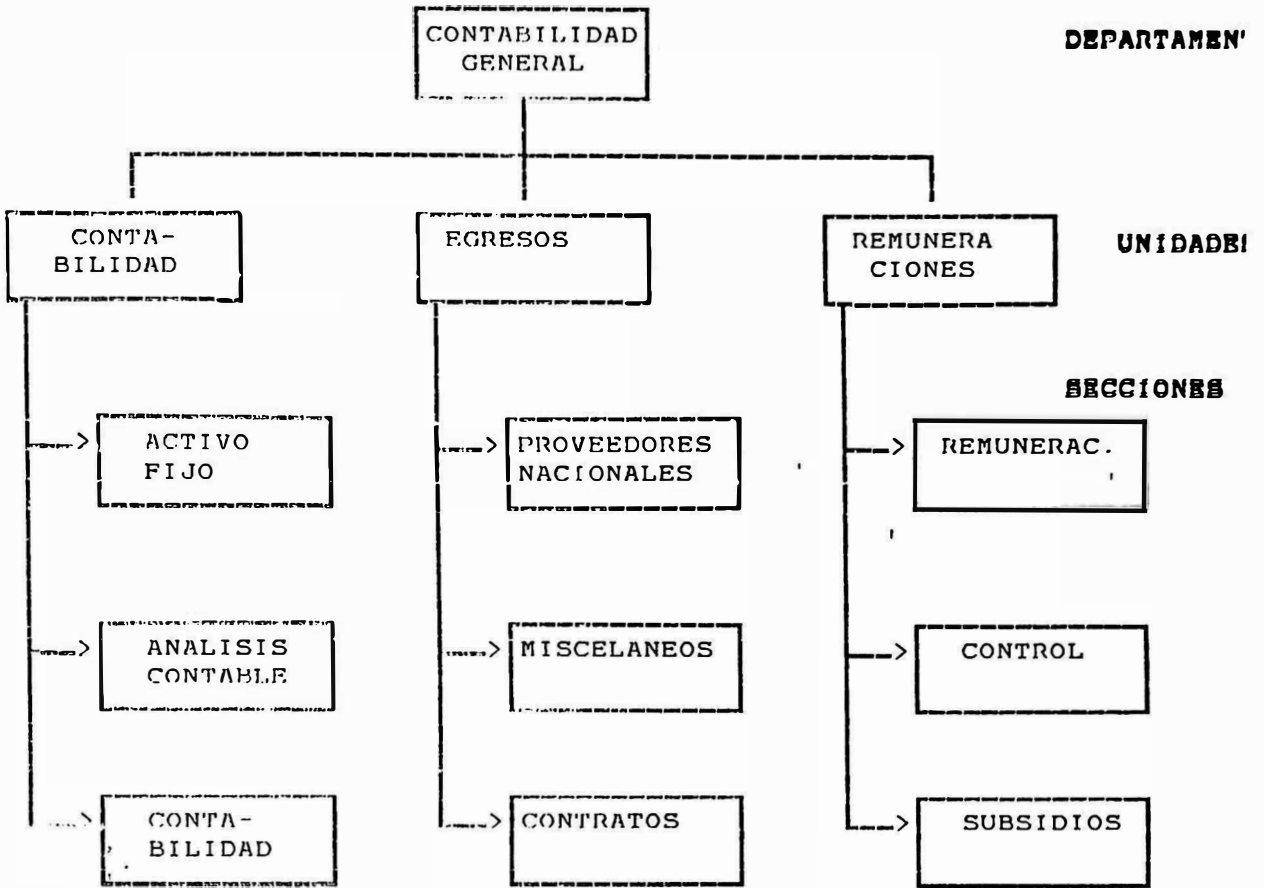 CONTABILIDAD
GENERAL
DEPARTAMEN'
CONTA-
BILIDAD
EGRESOS
REMUNERA
CIONES
UNIDADE
SECCIONES
ACTIVO
FIJO
PROVEEDORES
NACIONALES
REMUNERAC.
ANALISIS
CONTABLE
MISCELANEOS
CONTROL
CONTA-
BILIDAD
CONTRATOS
SUBSIDIOS